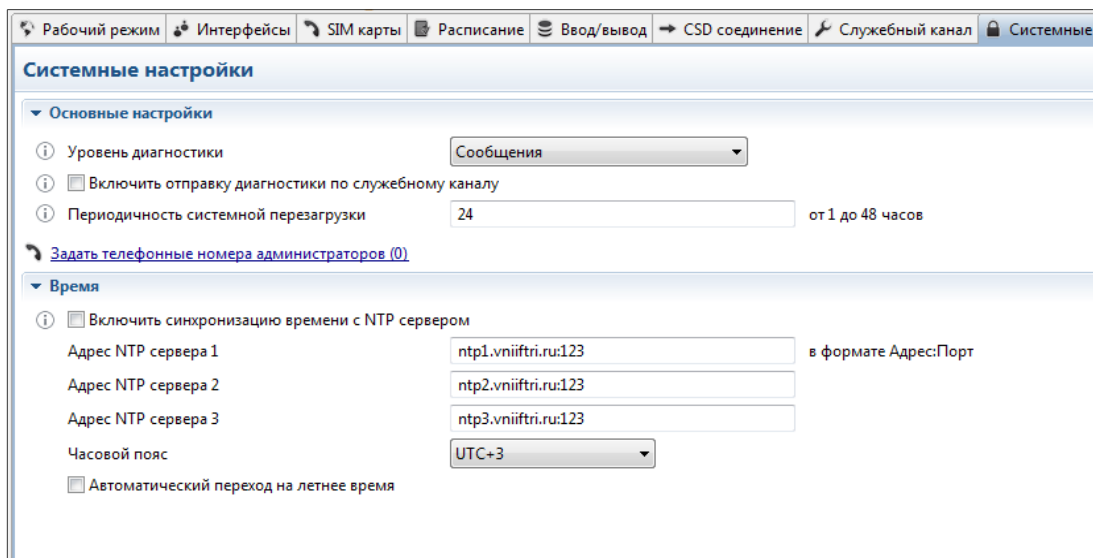 Рабочий режим Интерфейсы SIM карты Расписание Ввод/вывод CSD соединение Служебный канал Системные
Системные настройки
Основные настройки
Уровень диагностики Сообщения
Включить отправку диагностики по служебному каналу
Периодичность системной перезагрузки 24 от 1 до 48 часов
Задать телефонные номера администраторов (0)
Время
Включить синхронизацию времени с NTP сервером
Адрес NTP сервера 1 ntp1.vniiftri.ru:123 в формате Адрес:Порт
Адрес NTP сервера 2 ntp2.vniiftri.ru:123
Адрес NTP сервера 3 ntp3.vniiftri.ru:123
Часовой пояс UTC+3
Автоматический переход на летнее время